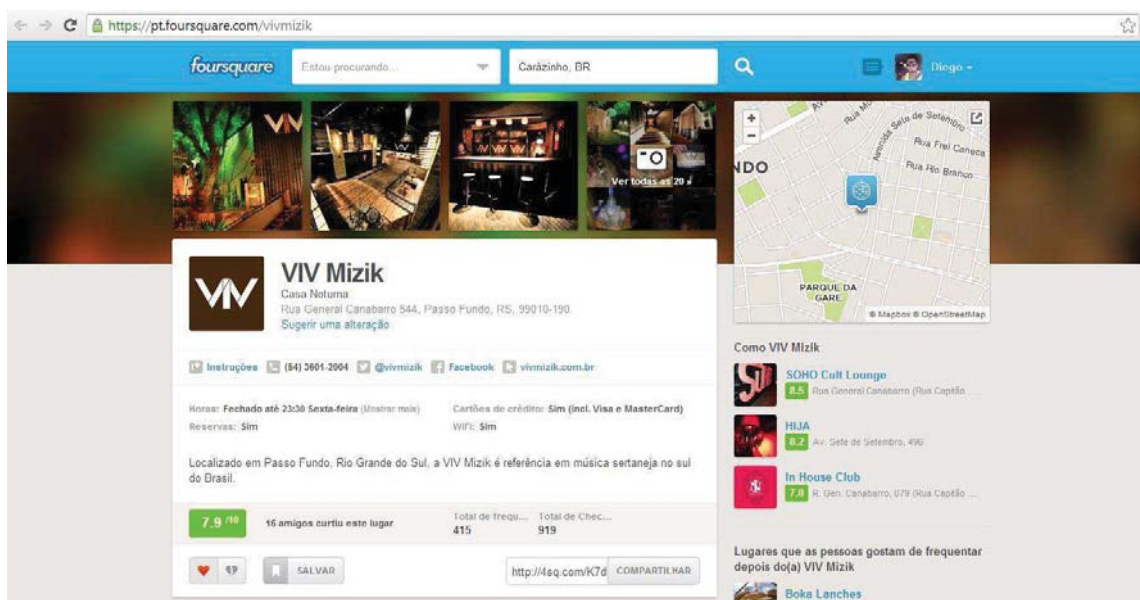 https://pt.foursquare.com/vivmizik
foursquare
Estou procurando...
Carázinho, BR
Diogo
VIV
Ver todas as 20 »
VIV
VIV Mizik
Casa Noturna
Rua General Canabarro 544, Passo Fundo, RS, 99010-190
Sugerir uma alteração
Instruções (54) 3601-2004 @vivmizik Facebook vivmizik.com.br
Horas: Fechado até 23:30 Sexta-feira (Mostrar mais)
Cartões de crédito: Sim (incl. Visa e MasterCard)
Reservas: Sim
WiFi: Sim
Localizado em Passo Fundo, Rio Grande do Sul, a VIV Mizik é referência em música sertaneja no sul
do Brasil.
7.9 /10
16 amigos curtiu este lugar
Total de frequ... Total de Chec...
415 919
SALVAR
http://4sq.com/K7d COMPARTILHAR
+
-
Avenida Sete de Setembro
Rua Frei Caneca
Rua Rio Branco
NDO
PARQUE DA
GARE
© Mapbox © OpenStreetMap
Como VIV Mizik
SOHO Cult Lounge
8.5 Rua General Canabarro (Rua Capitão ...
HIJA
8.2 Av. Sete de Setembro, 496
In House Club
7.8 R. Gen. Canabarro, 079 (Rua Capitão ...
Lugares que as pessoas gostam de frequentar
depois do(a) VIV Mizik
Boka Lanches